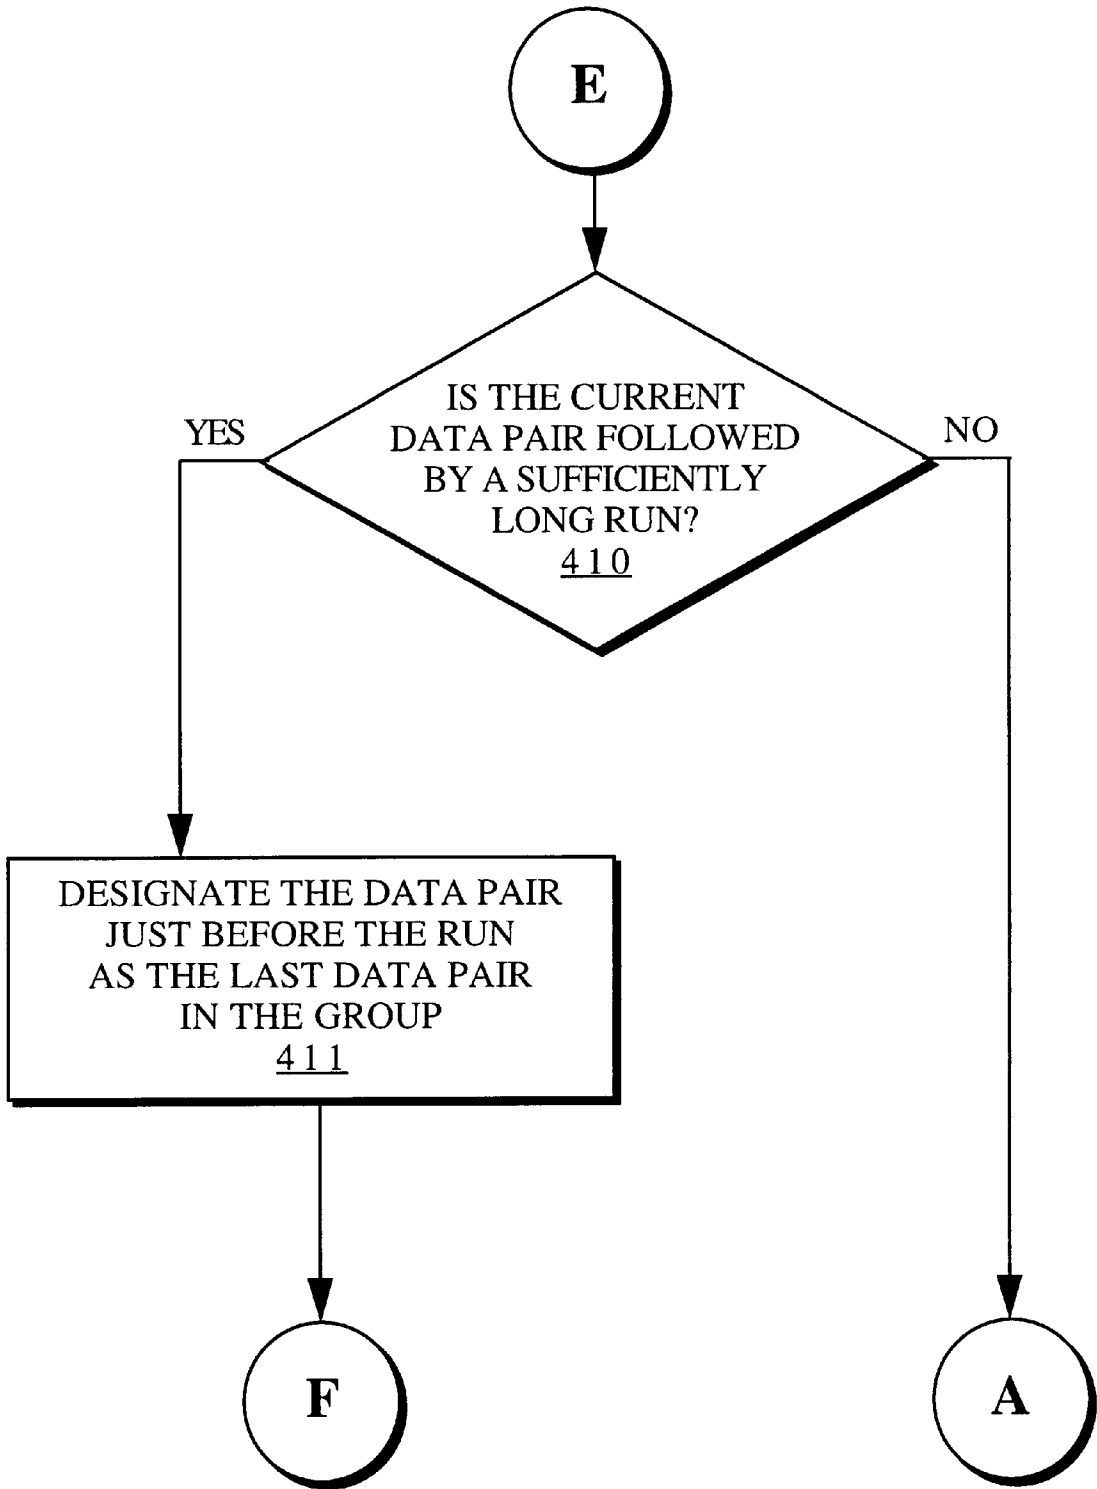 E
IS THE CURRENT
DATA PAIR FOLLOWED
BY A SUFFICIENTLY
LONG RUN?
410
YES
NO
DESIGNATE THE DATA PAIR
JUST BEFORE THE RUN
AS THE LAST DATA PAIR
IN THE GROUP
411
F
A